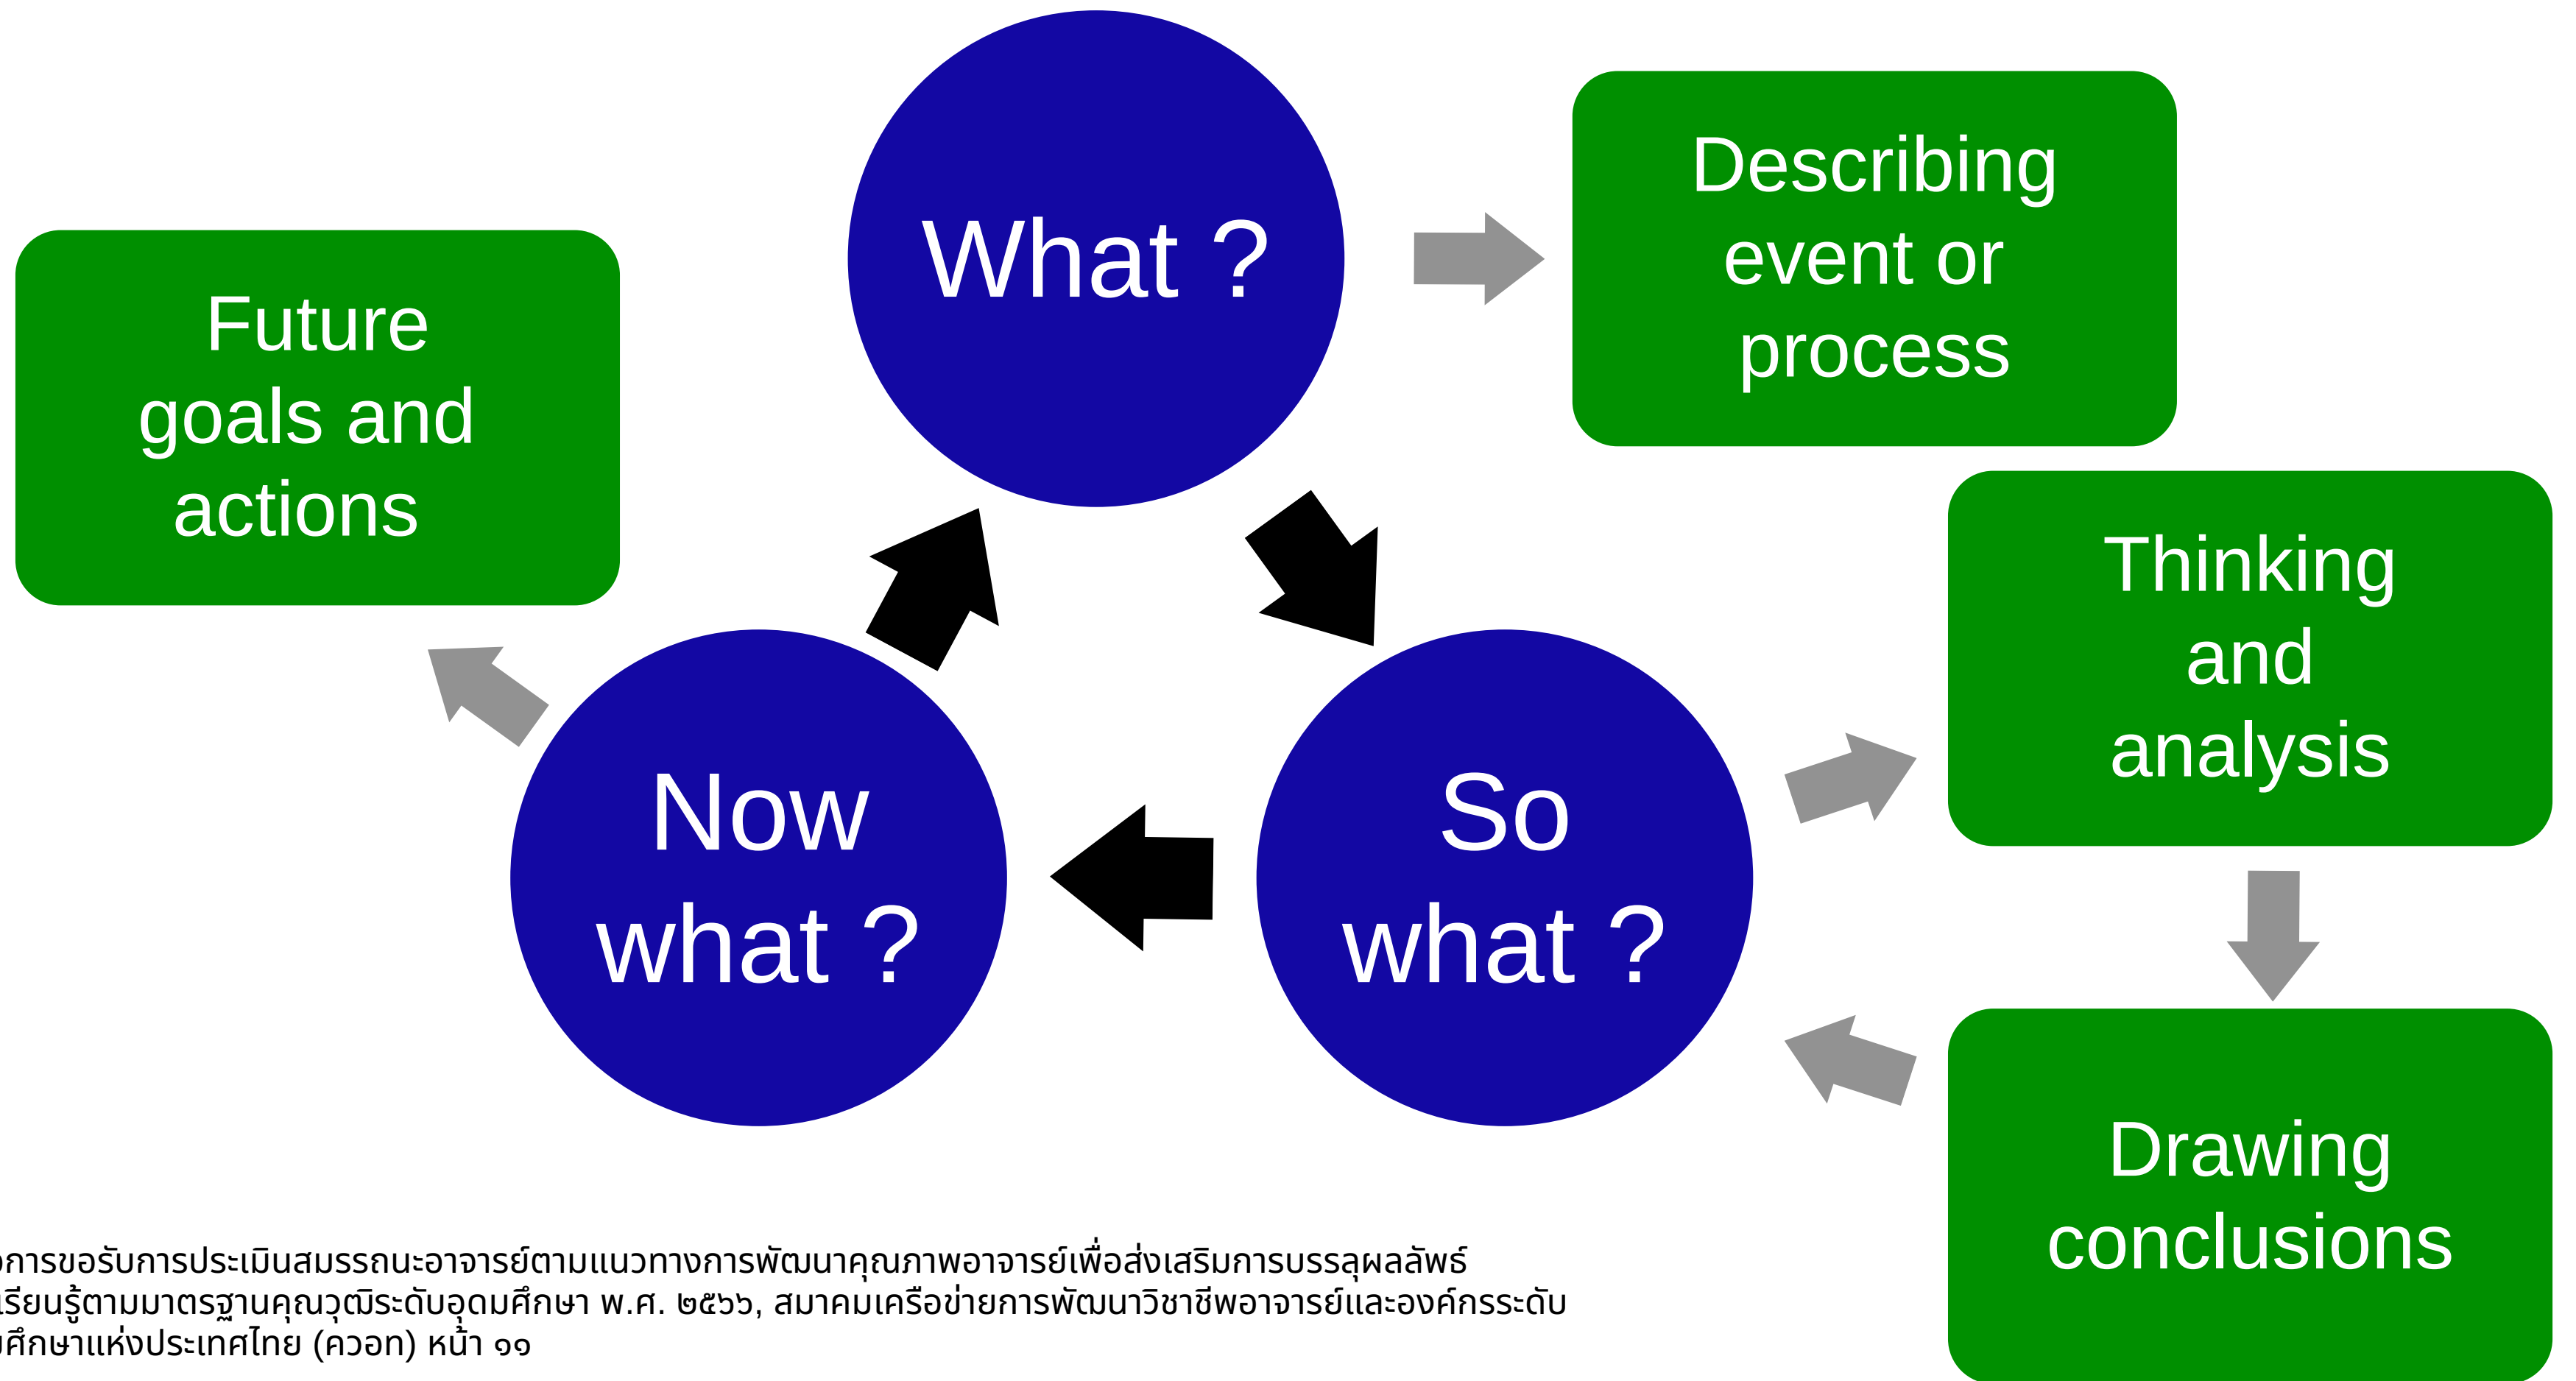 What ?
Describing
event or
process
Future
goals and
actions
Thinking
and
analysis
Now
what ?
So
what ?
Drawing
conclusions
การขอรับการประเมินสมรรถนะอาจารย์ตามแนวทางการพัฒนาคุณภาพอาจารย์เพื่อส่งเสริมการบรรลุผลลัพธ์
เรียนรู้ตามมาตรฐานคุณวุฒิระดับอุดมศึกษา พ.ศ. ๒๕๖๖, สมาคมเครือข่ายการพัฒนาวิชาชีพอาจารย์และองค์กรระดับ
ศึกษาแห่งประเทศไทย (ควอท) หน้า ๑๑